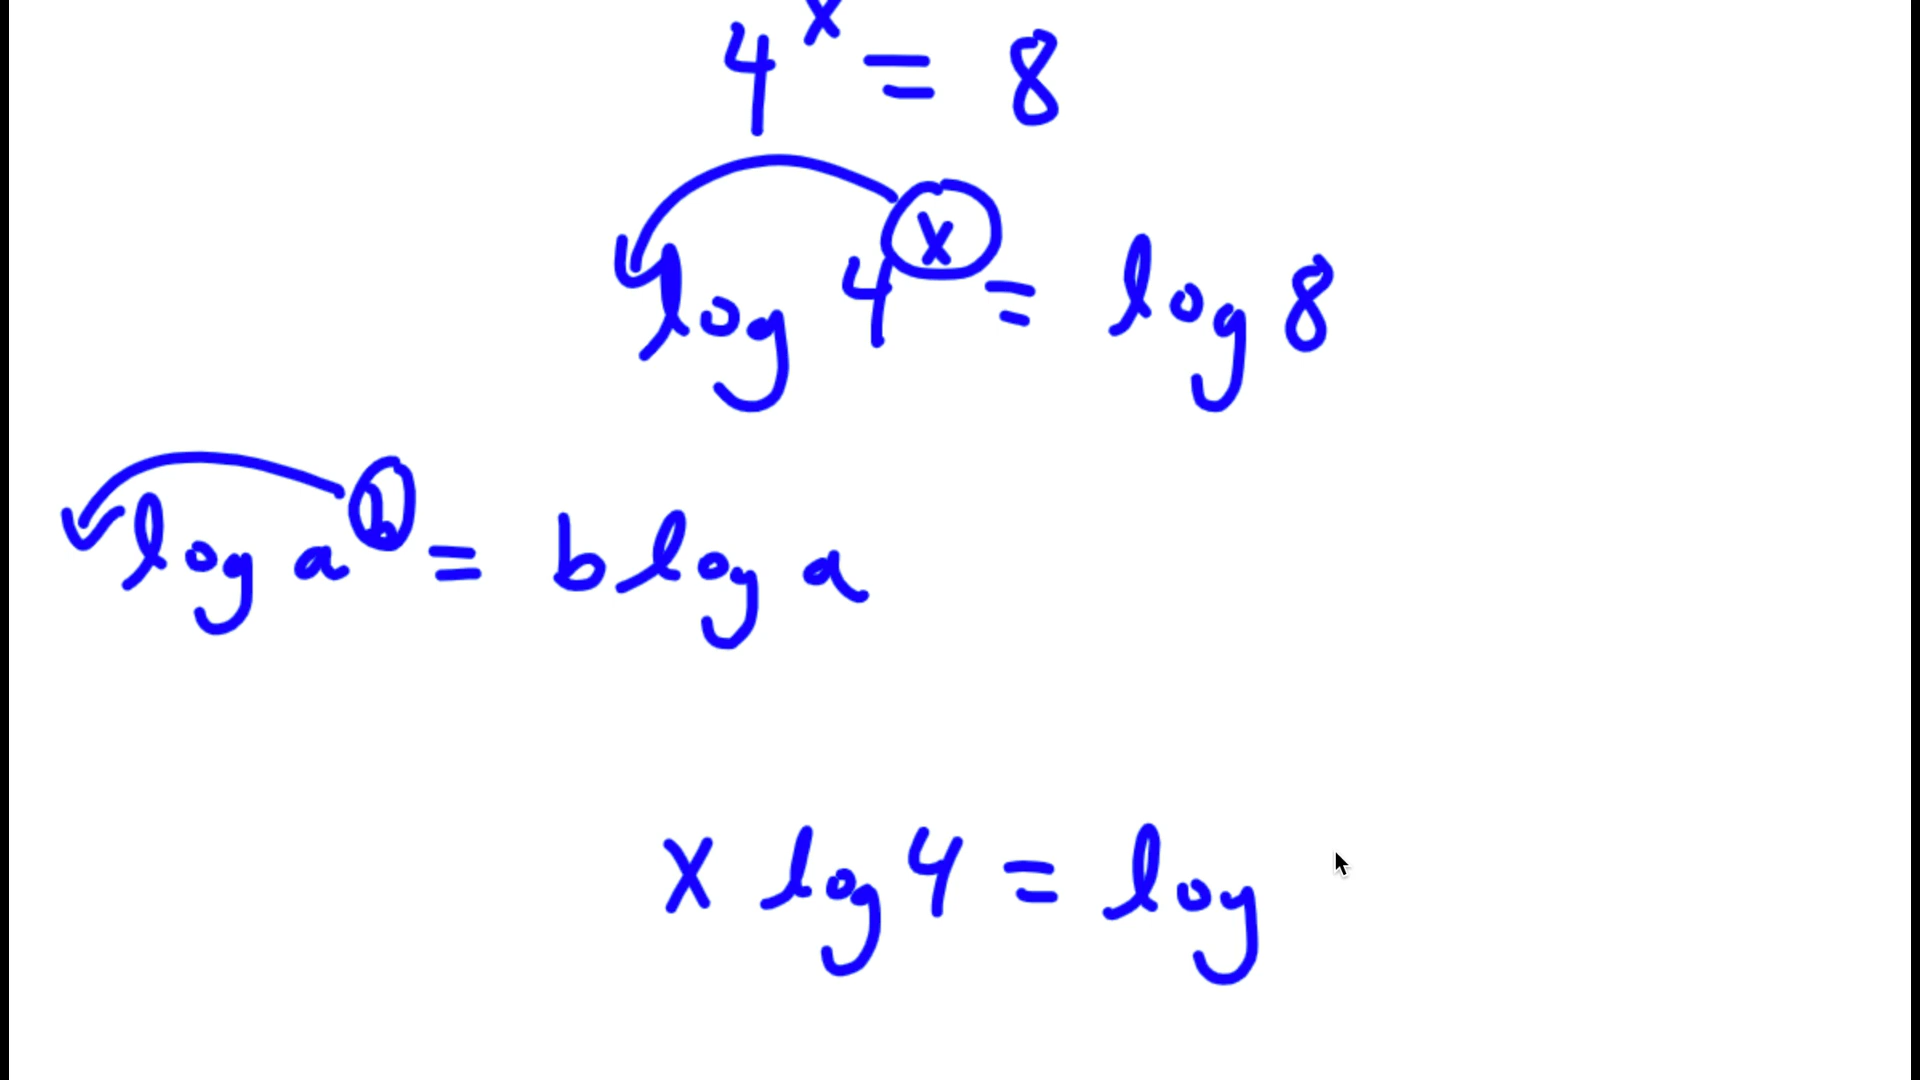 4^x = 8
log 4^x = log 8
log a^b = b log a
x log 4 = log